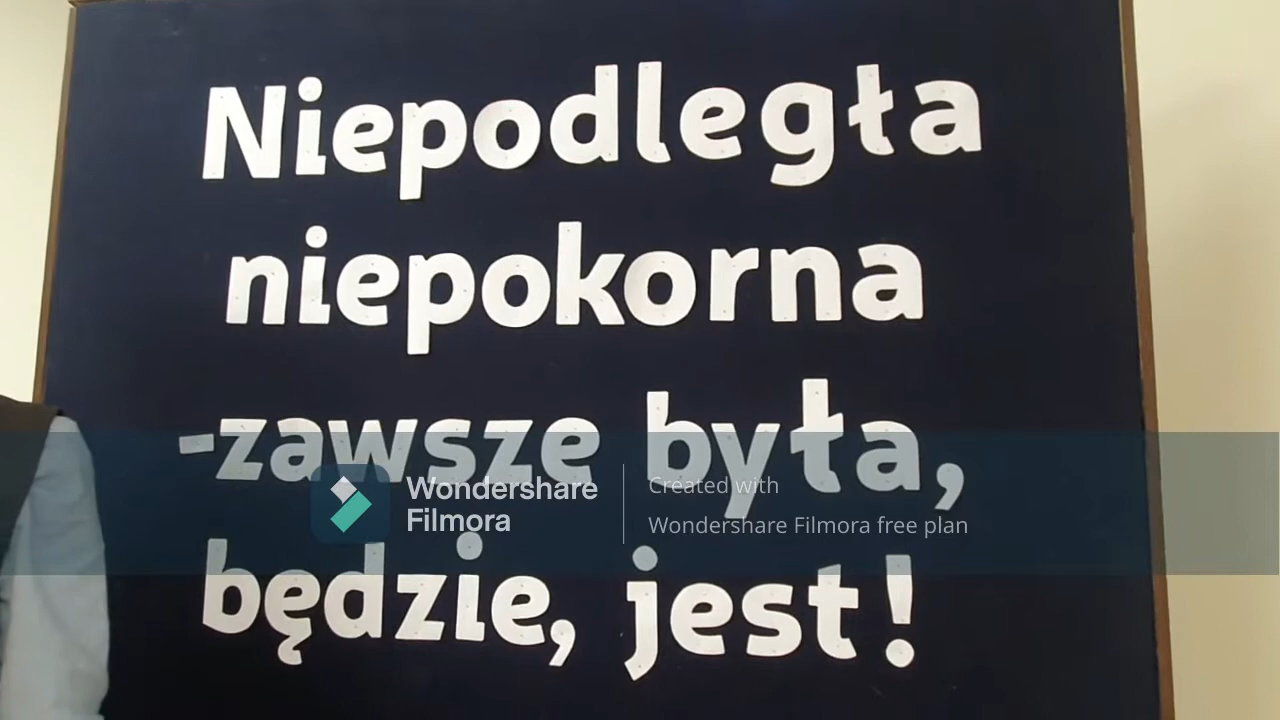 Niepodległa
niepokorna
-zawsze była,
Wondershare
Filmora
Created with
Wondershare Filmora free plan
będzie, jest!